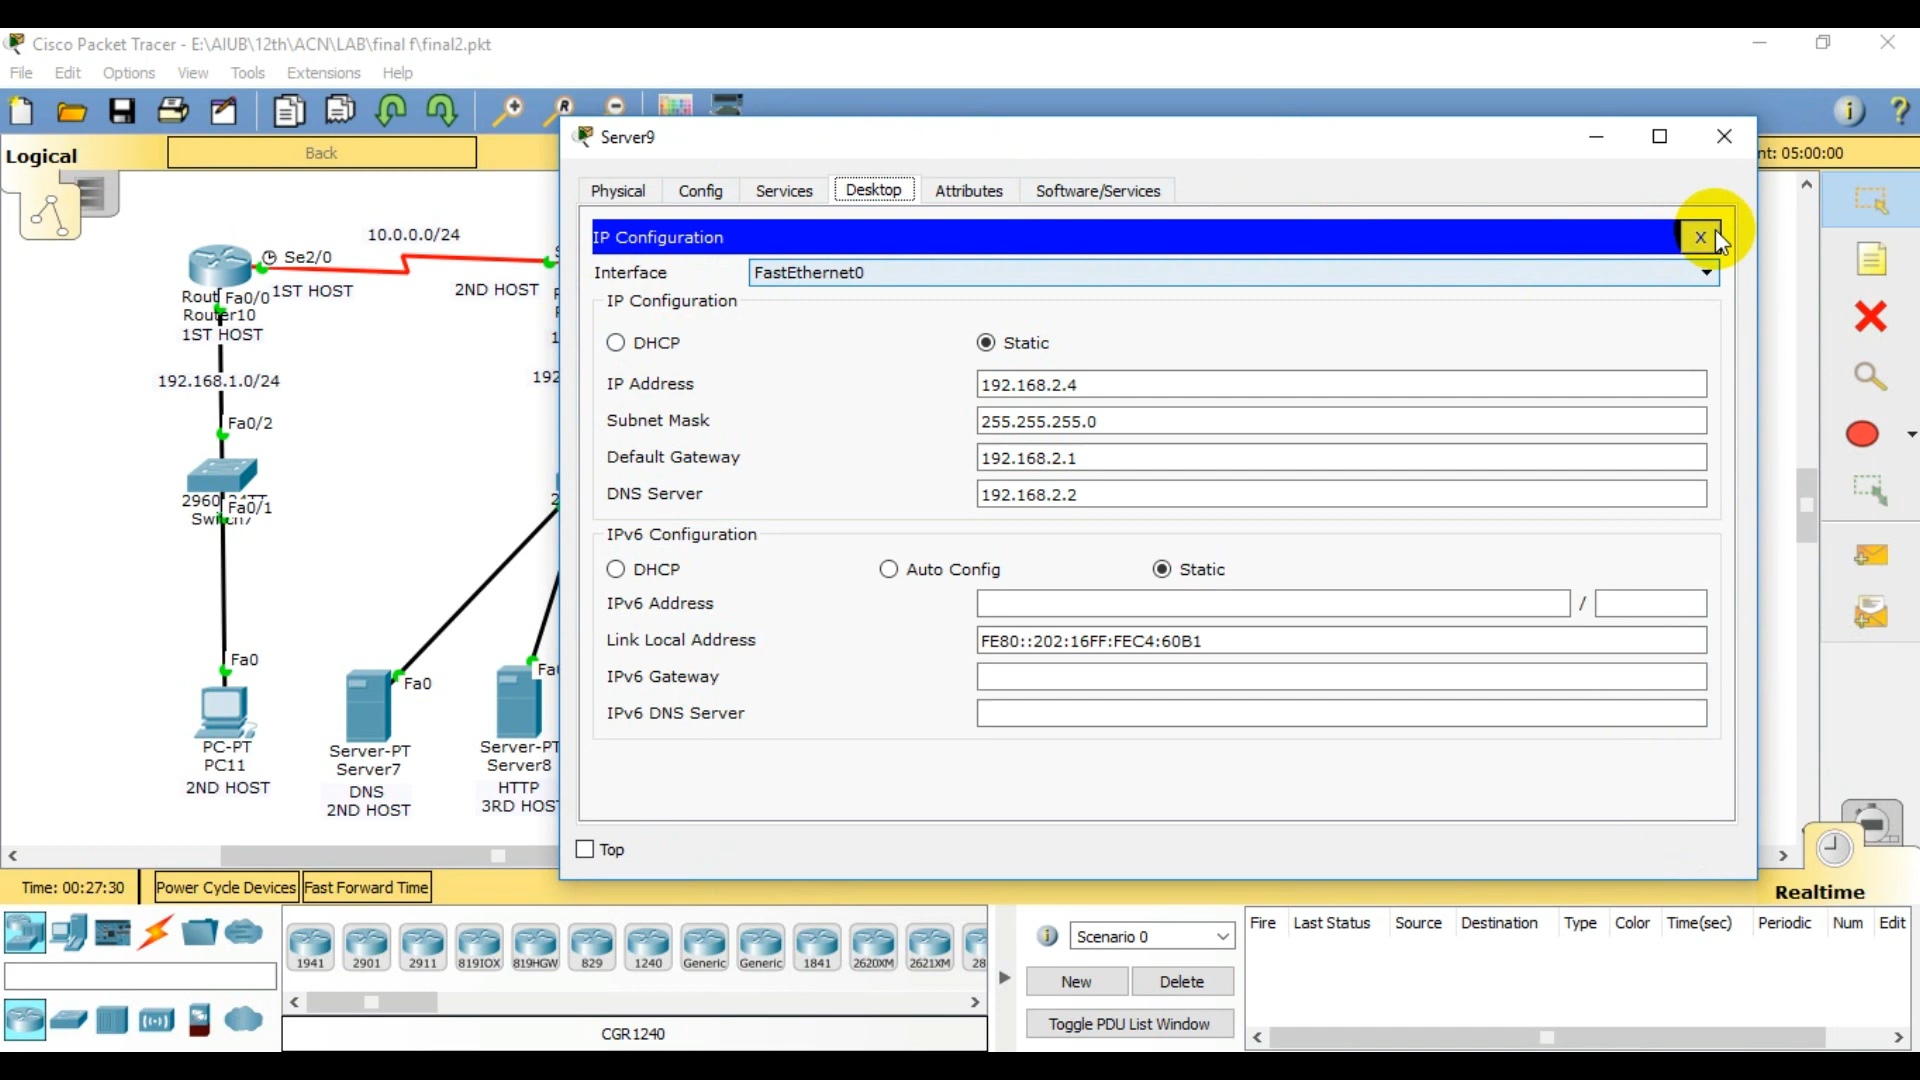 Cisco Packet Tracer - E:\AIUB\12th\ACN\LAB\final f\final2.pkt
File Edit Options View Tools Extensions Help
Logical
Back
nt: 05:00:00
Server9
Physical Config Services Desktop Attributes Software/Services
IP Configuration
X
Interface
FastEthernet0
IP Configuration
DHCP
Static
IP Address
192.168.2.4
Subnet Mask
255.255.255.0
Default Gateway
192.168.2.1
DNS Server
192.168.2.2
IPv6 Configuration
DHCP
Auto Config
Static
IPv6 Address
/
Link Local Address
FE80::202:16FF:FEC4:60B1
IPv6 Gateway
IPv6 DNS Server
Top
10.0.0.0/24
Se2/0
1ST HOST
2ND HOST
Fa0/0
Router10
1ST HOST
192.168.1.0/24
192
Fa0/2
2960
Fa0/1
Fa0
PC-PT
PC11
2ND HOST
Fa0
Server-PT
Server7
DNS
2ND HOST
Server-PT
Server8
HTTP
3RD HOST
Time: 00:27:30
Power Cycle Devices
Fast Forward Time
Realtime
1941 2901 2911 819IOX 819HGW 829 1240 Generic Generic 1841 2620XM 2621XM 28
CGR1240
Scenario 0
New
Delete
Toggle PDU List Window
Fire Last Status Source Destination Type Color Time(sec) Periodic Num Edit